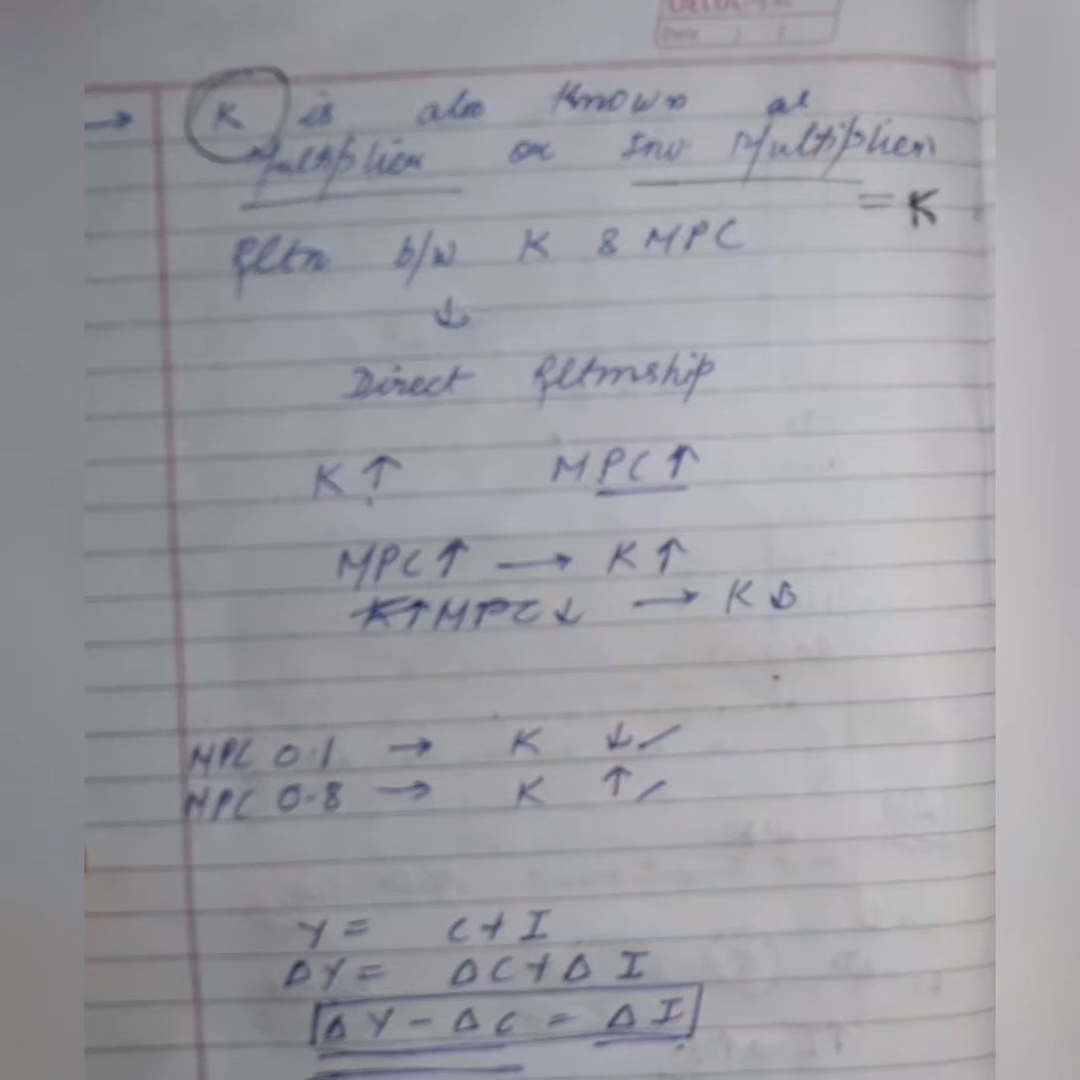 Date / /
→ K is also known as
Multiplier or Inv Multiplier
= K
Rltn b/w K & MPC
↓
Direct Rltnship
K↑ MPC↑
MPC↑ → K↑
K↑ MPC↓ → K↓
MPC 0.1 → K ↓✓
MPC 0.8 → K ↑✓
Y = C + I
ΔY = ΔC + ΔI
ΔY - ΔC = ΔI